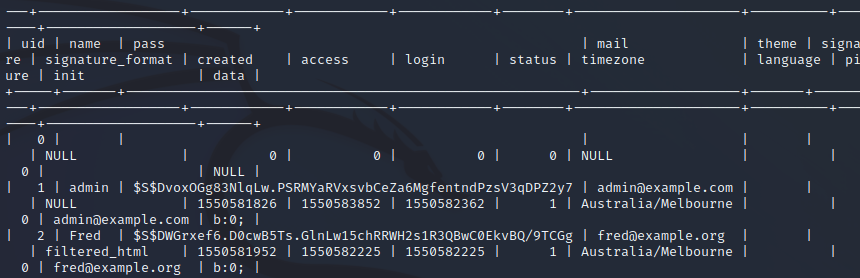 | uid | name | pass | mail | theme | signa
re | signature_format | created | access | login | status | timezone | language | pi
ure | init | data |
| 0 | | | | |
| NULL | 0 | 0 | 0 | 0 | NULL | |
0 | | NULL |
| 1 | admin | $S$DvoxOGg83NlqLw.PSRMYaRVxsvbCeZa6MgfentndPzsV3qDPZ2y7 | admin@example.com | |
| NULL | 1550581826 | 1550583852 | 1550582362 | 1 | Australia/Melbourne | |
0 | admin@example.com | b:0; |
| 2 | Fred | $S$DWGrxef6.D0cwB5Ts.GlnLw15chRRWH2s1R3QBwC0EkvBQ/9TCGg | fred@example.org | |
| filtered_html | 1550581952 | 1550582225 | 1550582225 | 1 | Australia/Melbourne | |
0 | fred@example.org | b:0; |